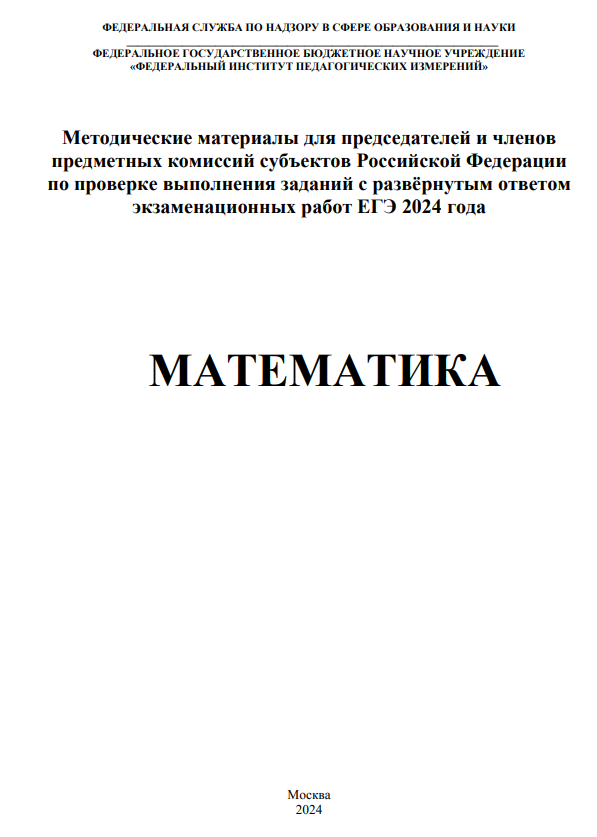 ФЕДЕРАЛЬНАЯ СЛУЖБА ПО НАДЗОРУ В СФЕРЕ ОБРАЗОВАНИЯ И НАУКИ
ФЕДЕРАЛЬНОЕ ГОСУДАРСТВЕННОЕ БЮДЖЕТНОЕ НАУЧНОЕ УЧРЕЖДЕНИЕ
«ФЕДЕРАЛЬНЫЙ ИНСТИТУТ ПЕДАГОГИЧЕСКИХ ИЗМЕРЕНИЙ»
Методические материалы для председателей и членов
предметных комиссий субъектов Российской Федерации
по проверке выполнения заданий с развёрнутым ответом
экзаменационных работ ЕГЭ 2024 года
МАТЕМАТИКА
Москва
2024